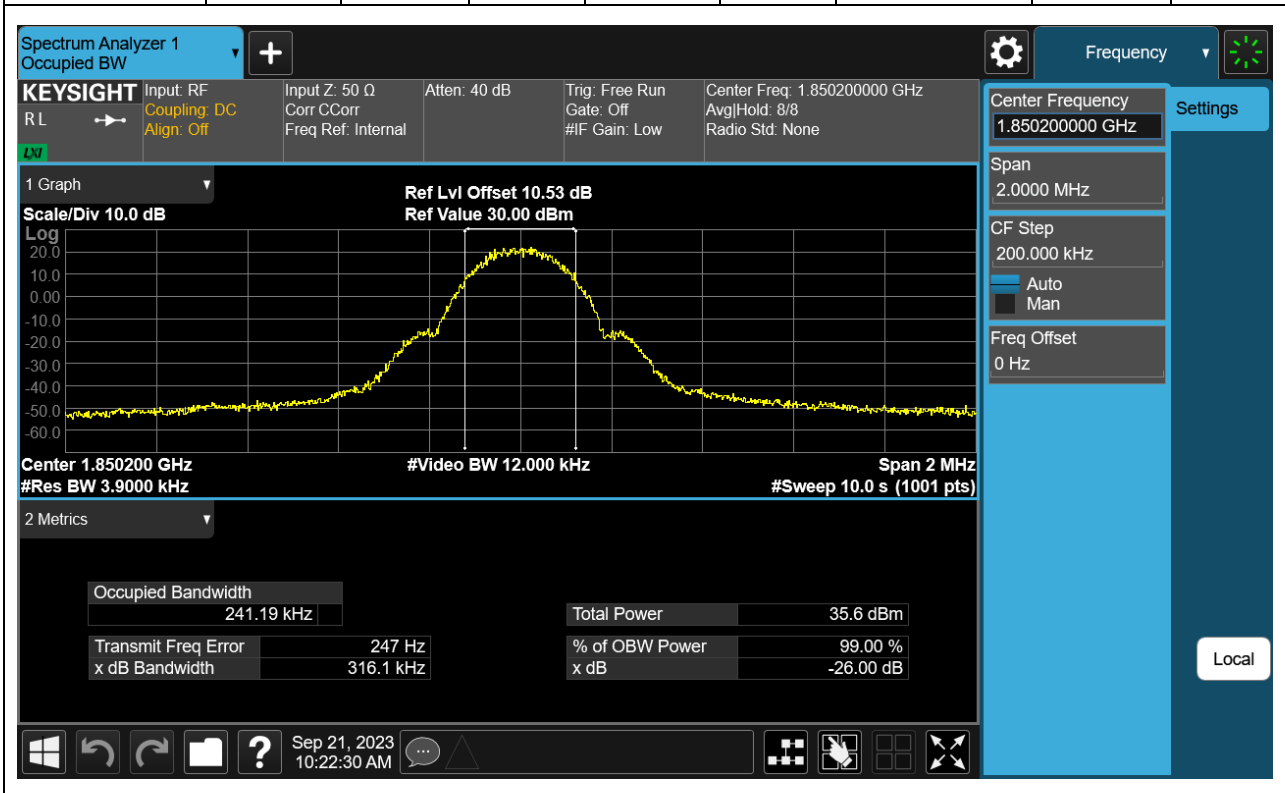 Spectrum Analyzer 1
Occupied BW
+
Frequency
KEYSIGHT
RL
LXI
Input: RF
Coupling: DC
Align: Off
Input Z: 50 Ω
Corr CCorr
Freq Ref: Internal
Atten: 40 dB
Trig: Free Run
Gate: Off
#IF Gain: Low
Center Freq: 1.850200000 GHz
Avg|Hold: 8/8
Radio Std: None
Center Frequency
1.850200000 GHz
Settings
Span
2.0000 MHz
CF Step
200.000 kHz
Auto
Man
Freq Offset
0 Hz
Local
1 Graph
Scale/Div 10.0 dB
Ref Lvl Offset 10.53 dB
Ref Value 30.00 dBm
Log
20.0
10.0
0.00
-10.0
-20.0
-30.0
-40.0
-50.0
-60.0
Center 1.850200 GHz
#Video BW 12.000 kHz
Span 2 MHz
#Res BW 3.9000 kHz
#Sweep 10.0 s (1001 pts)
2 Metrics
Occupied Bandwidth
241.19 kHz
Total Power 35.6 dBm
Transmit Freq Error 247 Hz
% of OBW Power 99.00 %
x dB Bandwidth 316.1 kHz
x dB -26.00 dB
?
Sep 21, 2023
10:22:30 AM